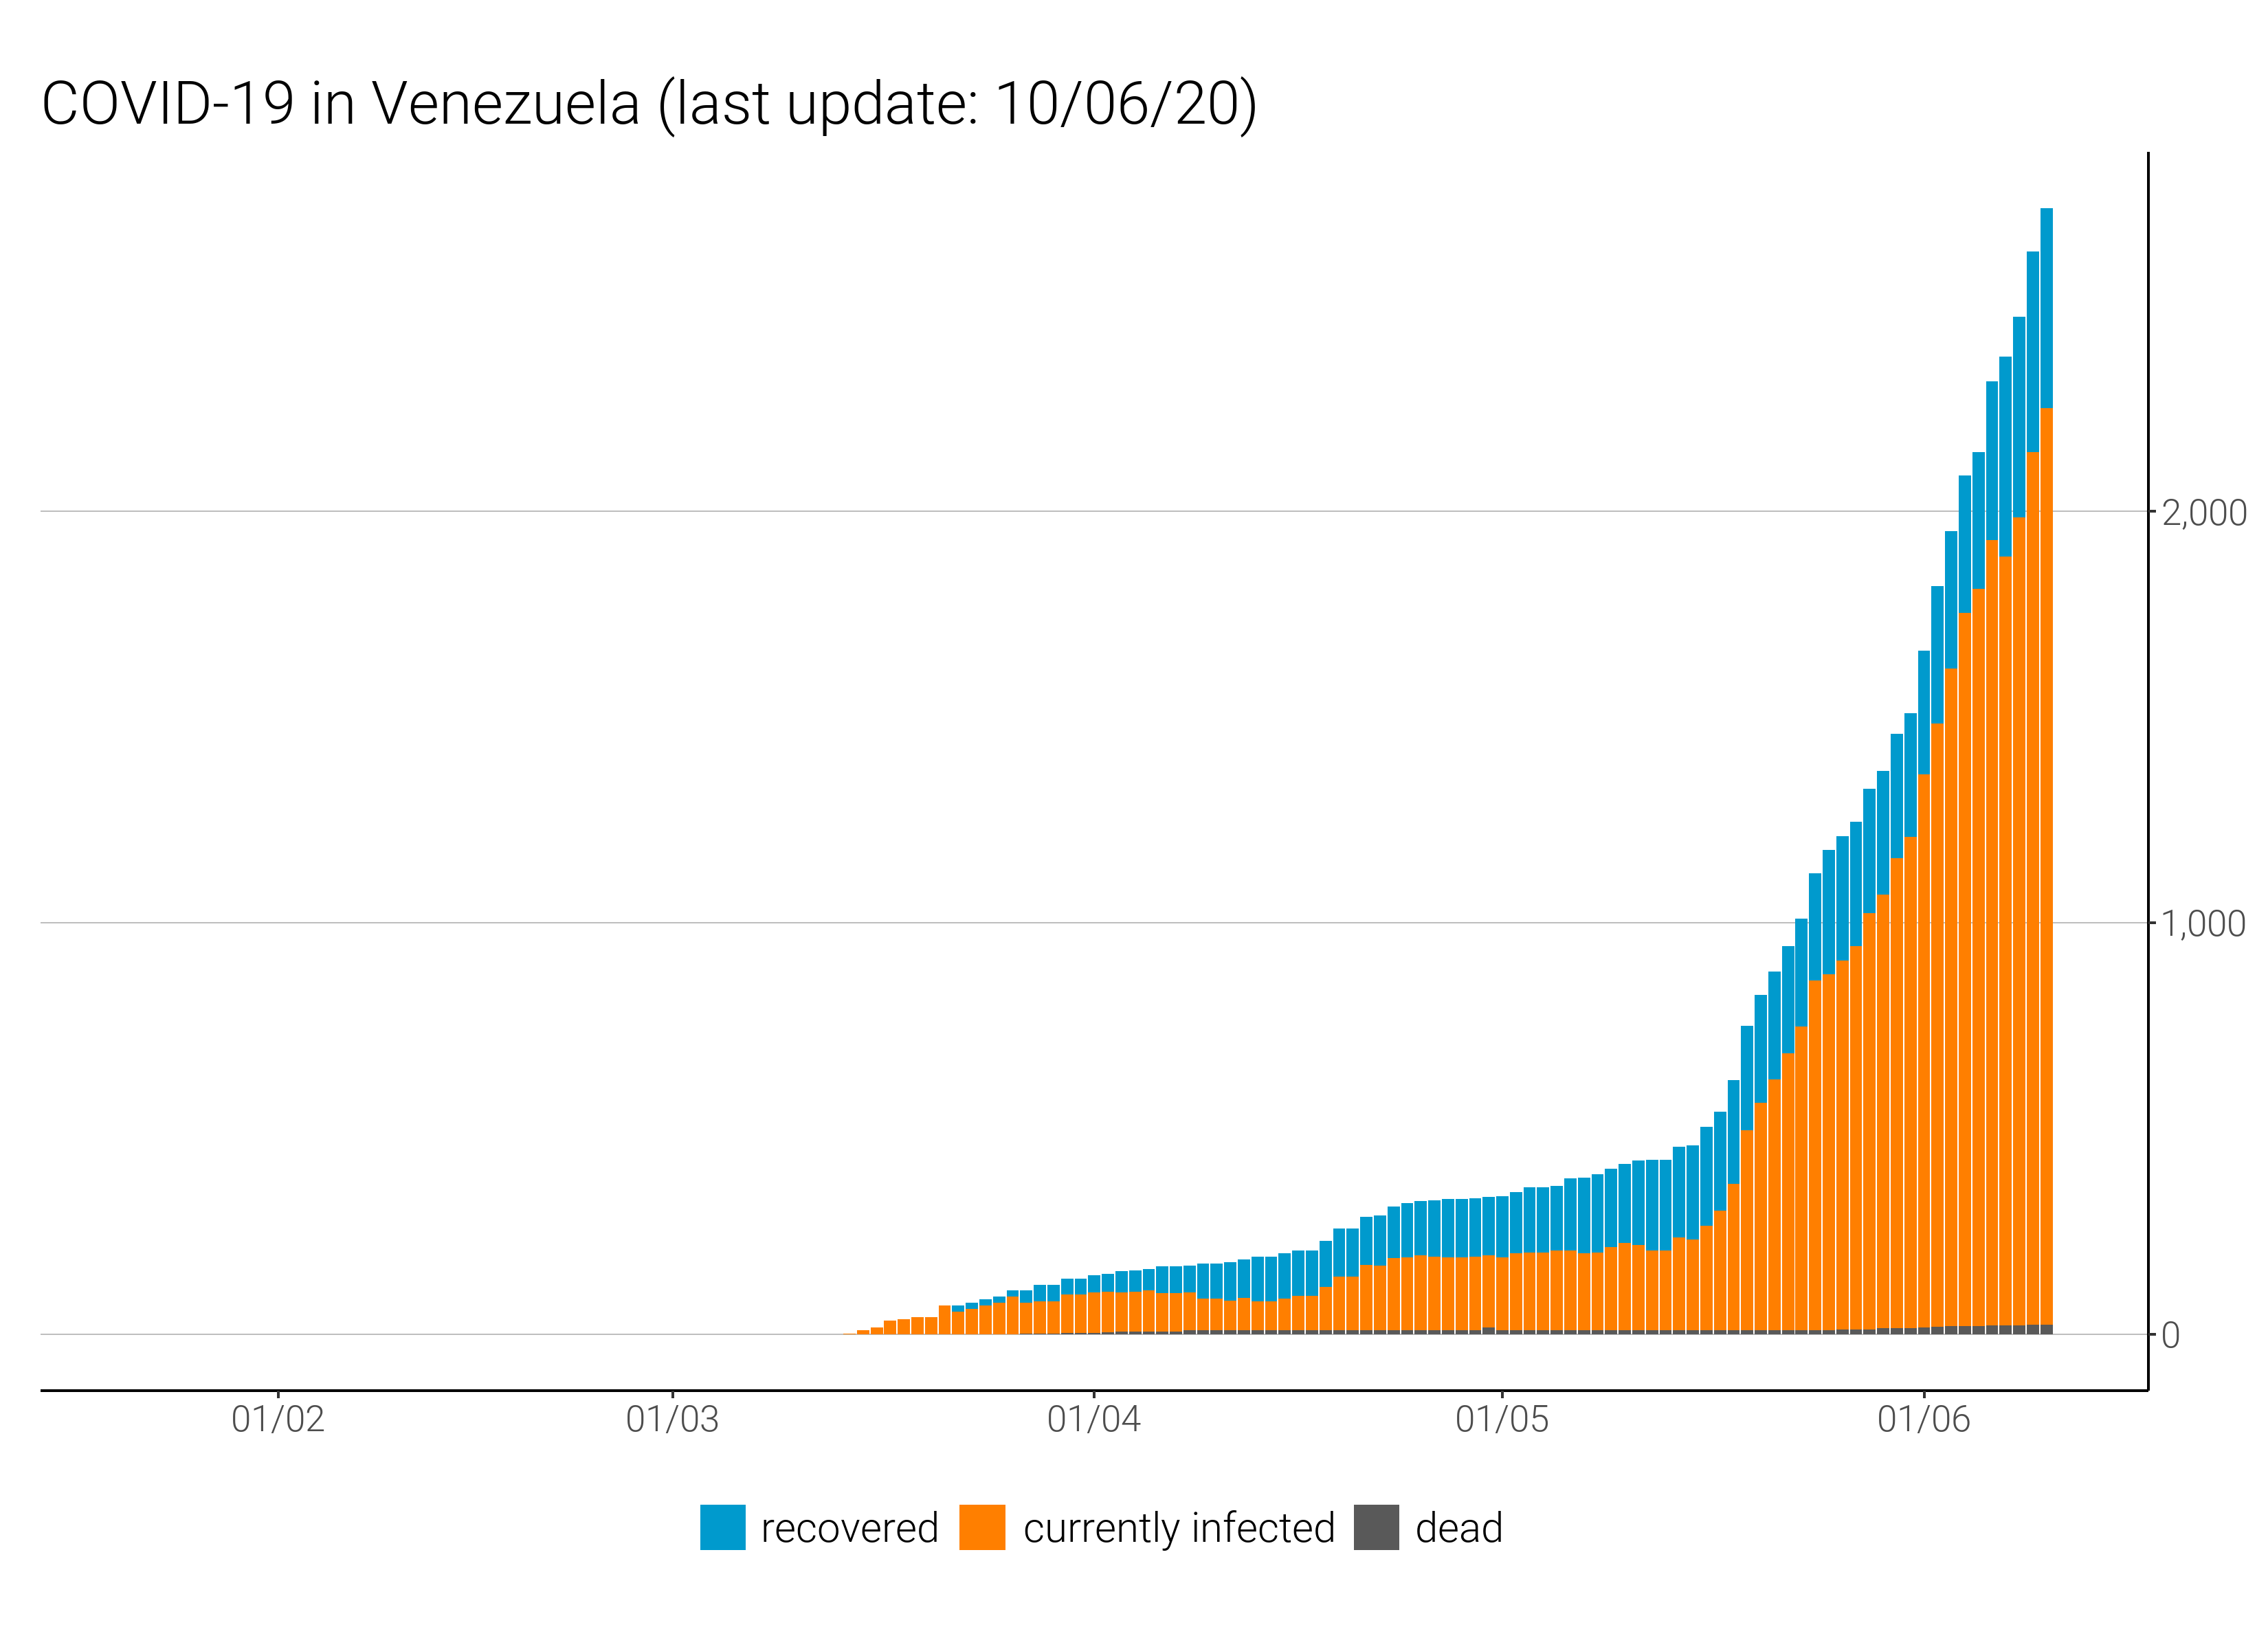 COVID-19 in Venezuela (last update: 10/06/20)
2,000
1,000
0
01/02 01/03 01/04 01/05 01/06
recovered currently infected dead